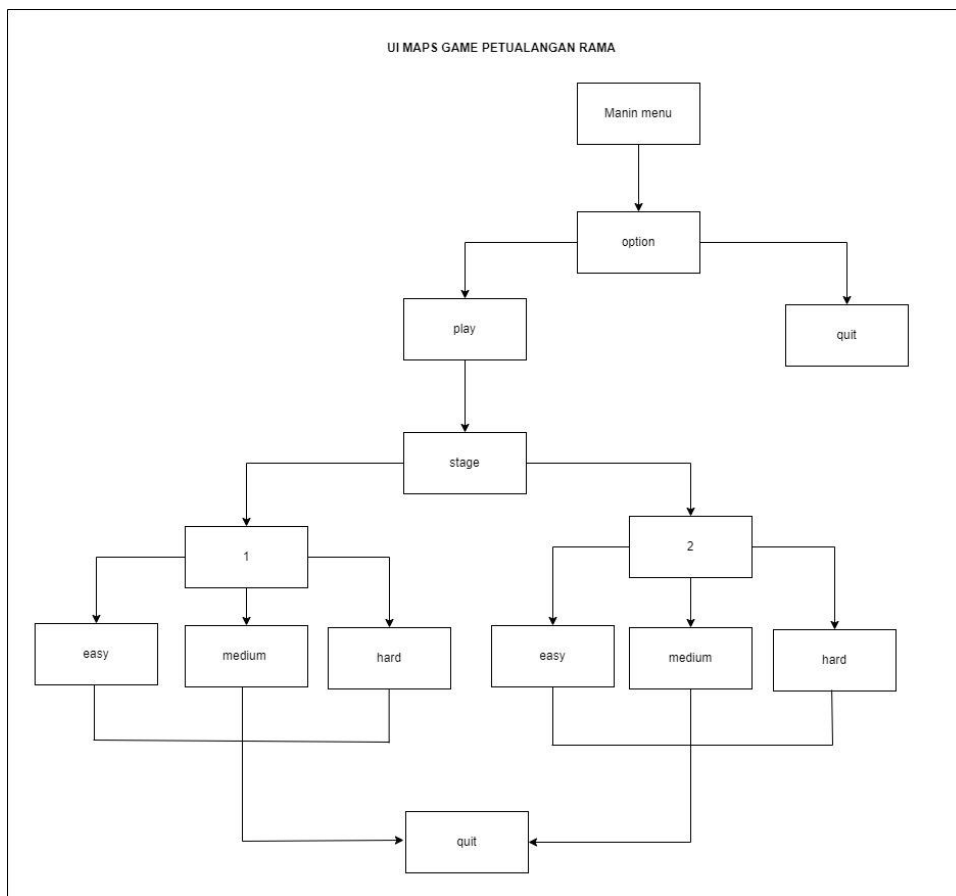 UI MAPS GAME PETUALANGAN RAMA
Manin menu
option
play
quit
stage
1
2
easy
medium
hard
easy
medium
hard
quit